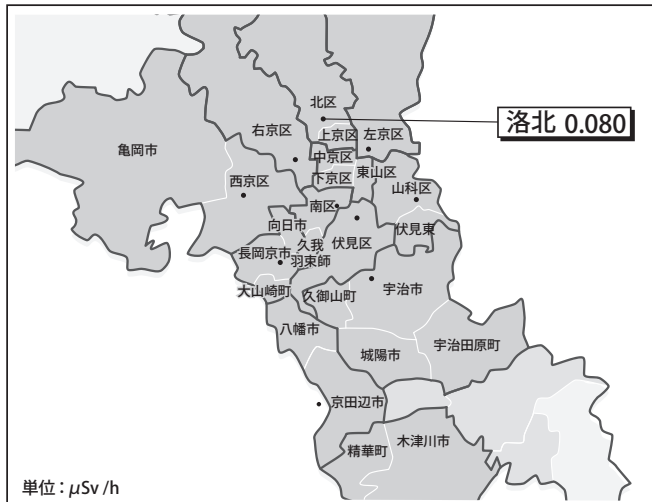 北区
洛北 0.080
上京区
左京区
右京区
亀岡市
中京区
東山区
下京区
山科区
西京区
南区
向日市
伏見区
伏見東
久我
羽束師
長岡京市
大山崎町
久御山町
宇治市
八幡市
宇治田原町
城陽市
京田辺市
木津川市
精華町
単位：μSv/h